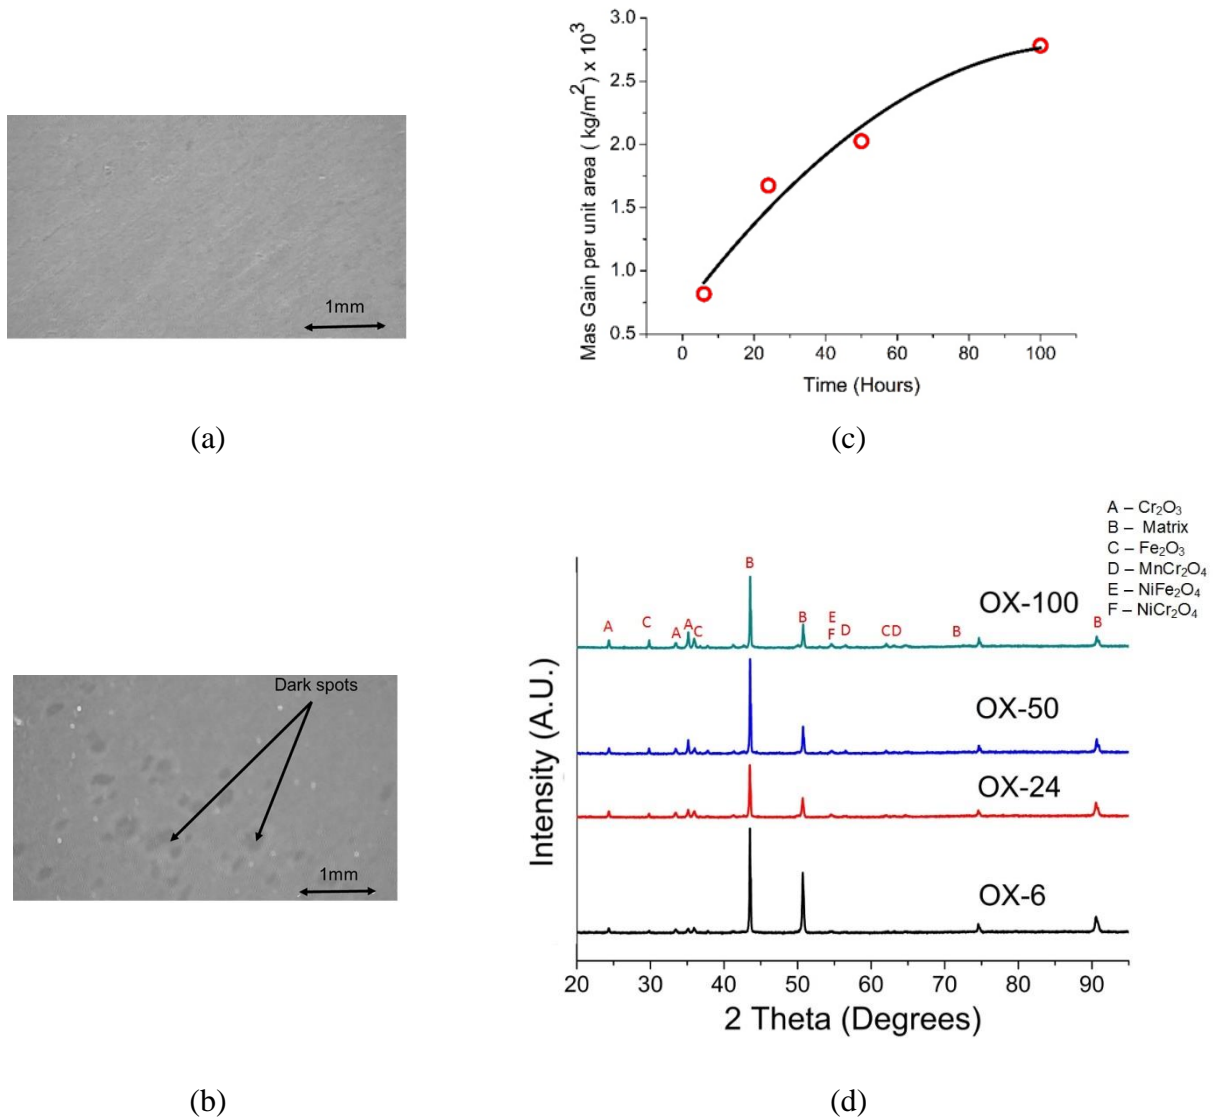 1mm
(a)
Mas Gain per unit area ( kg/m²) x 10³
3.0
2.5
2.0
1.5
1.0
0.5
0 20 40 60 80 100
Time (Hours)
(c)
Dark spots
1mm
(b)
A – Cr₂O₃
B – Matrix
C – Fe₂O₃
D – MnCr₂O₄
E – NiFe₂O₄
F – NiCr₂O₄
Intensity (A.U.)
B
A C A A C B E F D C D B B
OX-100
OX-50
OX-24
OX-6
20 30 40 50 60 70 80 90
2 Theta (Degrees)
(d)